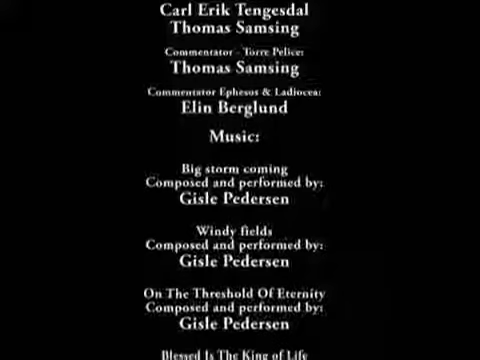 Carl Erik Tengesdal
Thomas Samsing
Commentator - Torre Pelice:
Thomas Samsing
Commentator Ephesos & Ladiocea:
Elin Berglund
Music:
Big storm coming
Composed and performed by:
Gisle Pedersen
Windy fields
Composed and performed by:
Gisle Pedersen
On The Threshold Of Eternity
Composed and performed by:
Gisle Pedersen
Blessed Is The King of Life